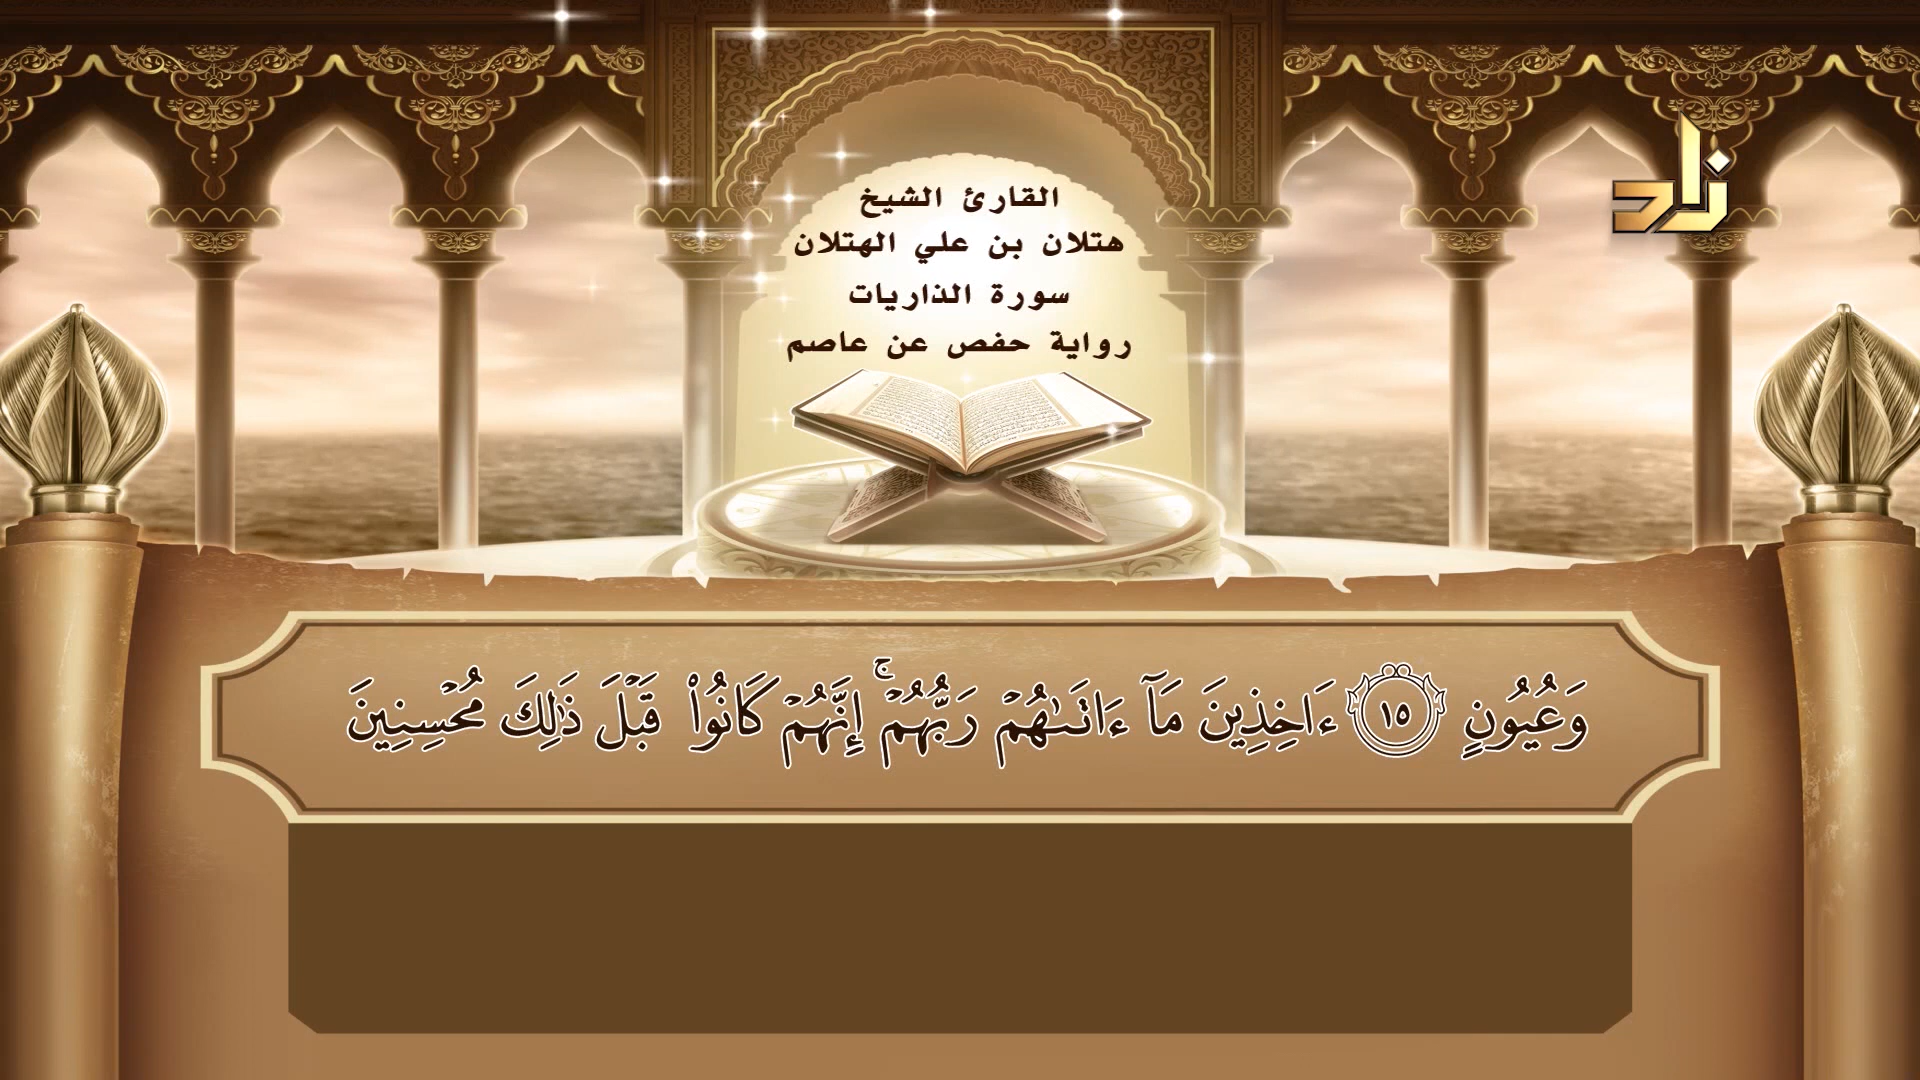 زاد
القارئ الشيخ
هتلان بن علي الهتلان
سورة الذاريات
رواية حفص عن عاصم
وَعُيُونٍ ١٥ ءَاخِذِينَ مَآ ءَاتَىٰهُمۡ رَبُّهُمۡۚ إِنَّهُمۡ كَانُواْ قَبۡلَ ذَٰلِكَ مُحۡسِنِينَ